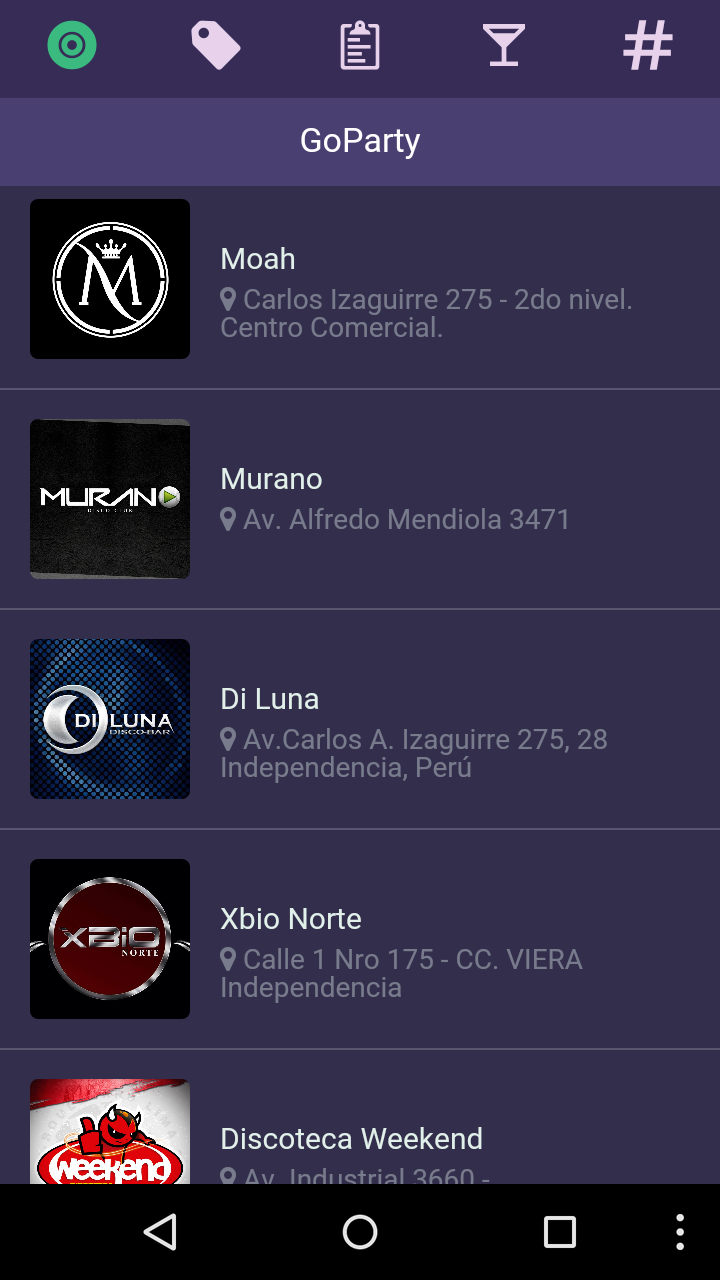 #
GoParty
M
Moah
Carlos Izaguirre 275 - 2do nivel.
Centro Comercial.
MURANO
DISCO CLUB
Murano
Av. Alfredo Mendiola 3471
DI LUNA
DISCO-BAR
Di Luna
Av.Carlos A. Izaguirre 275, 28
Independencia, Perú
XBiO
NORTE
Xbio Norte
Calle 1 Nro 175 - CC. VIERA
Independencia
weekend
Discoteca Weekend
Av. Industrial 3660 -